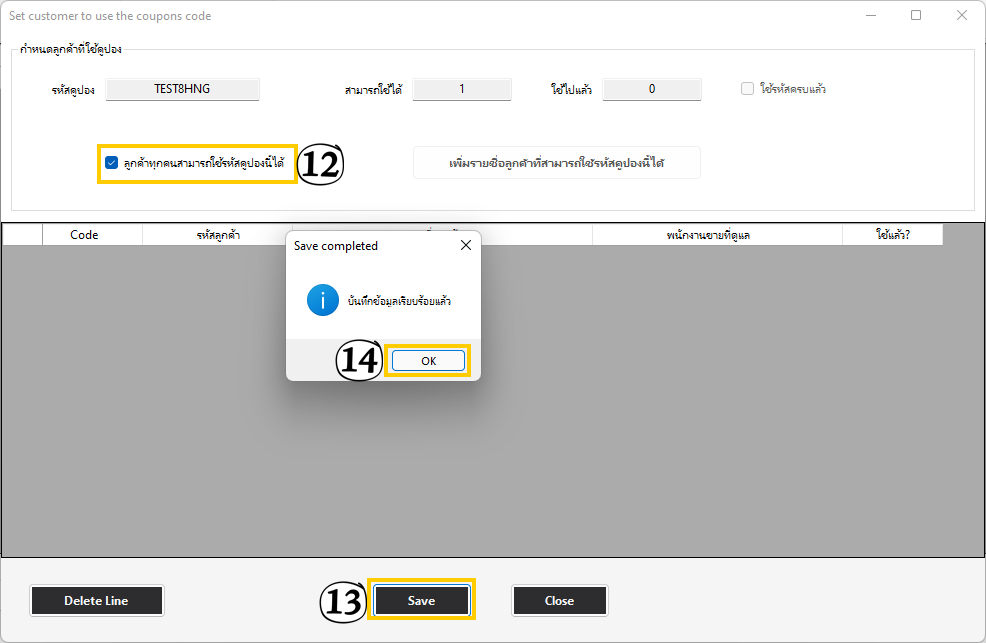 Set customer to use the coupons code
กำหนดลูกค้าที่ใช้คูปอง
รหัสคูปอง TEST8HNG สามารถใช้ได้ 1 ใช้ไปแล้ว 0 ใช้รหัสครบแล้ว
ลูกค้าทุกคนสามารถใช้รหัสคูปองนี้ได้ 12 เพิ่มรายชื่อลูกค้าที่สามารถใช้รหัสคูปองนี้ได้
Code รหัสลูกค้า พนักงานขายที่ดูแล ใช้แล้ว?
Save completed
บันทึกข้อมูลเรียบร้อยแล้ว
14 OK
Delete Line 13 Save Close